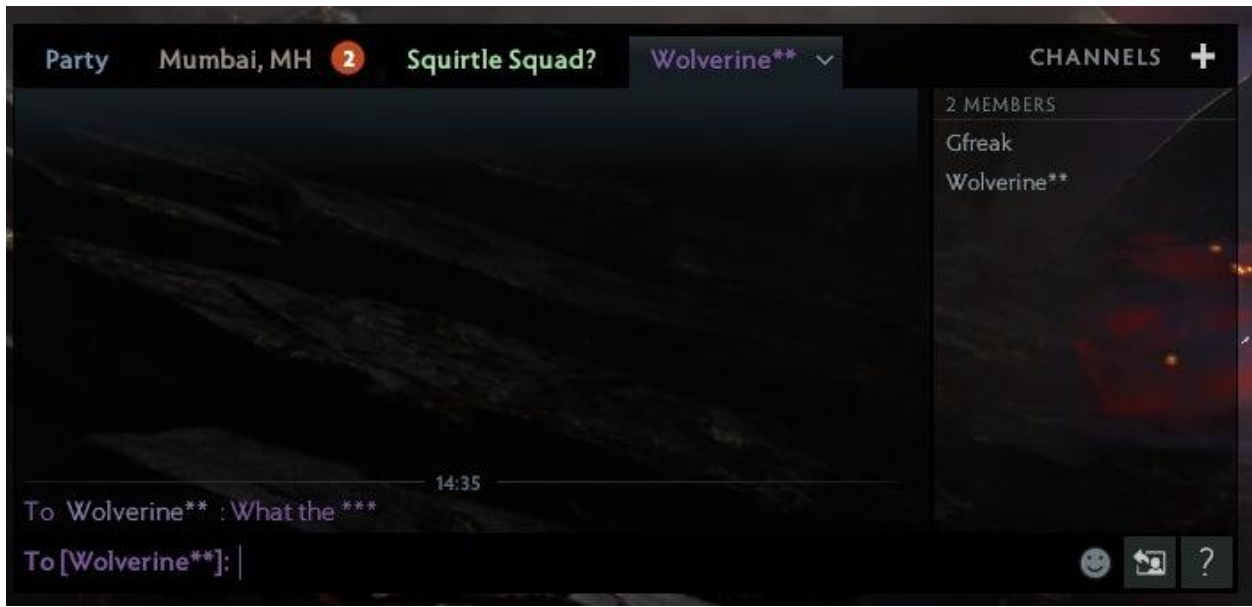 Party Mumbai, MH 2 Squirtle Squad? Wolverine** CHANNELS +
2 MEMBERS
Gfreak
Wolverine**
14:35
To Wolverine** : What the ***
To [Wolverine**]: ?